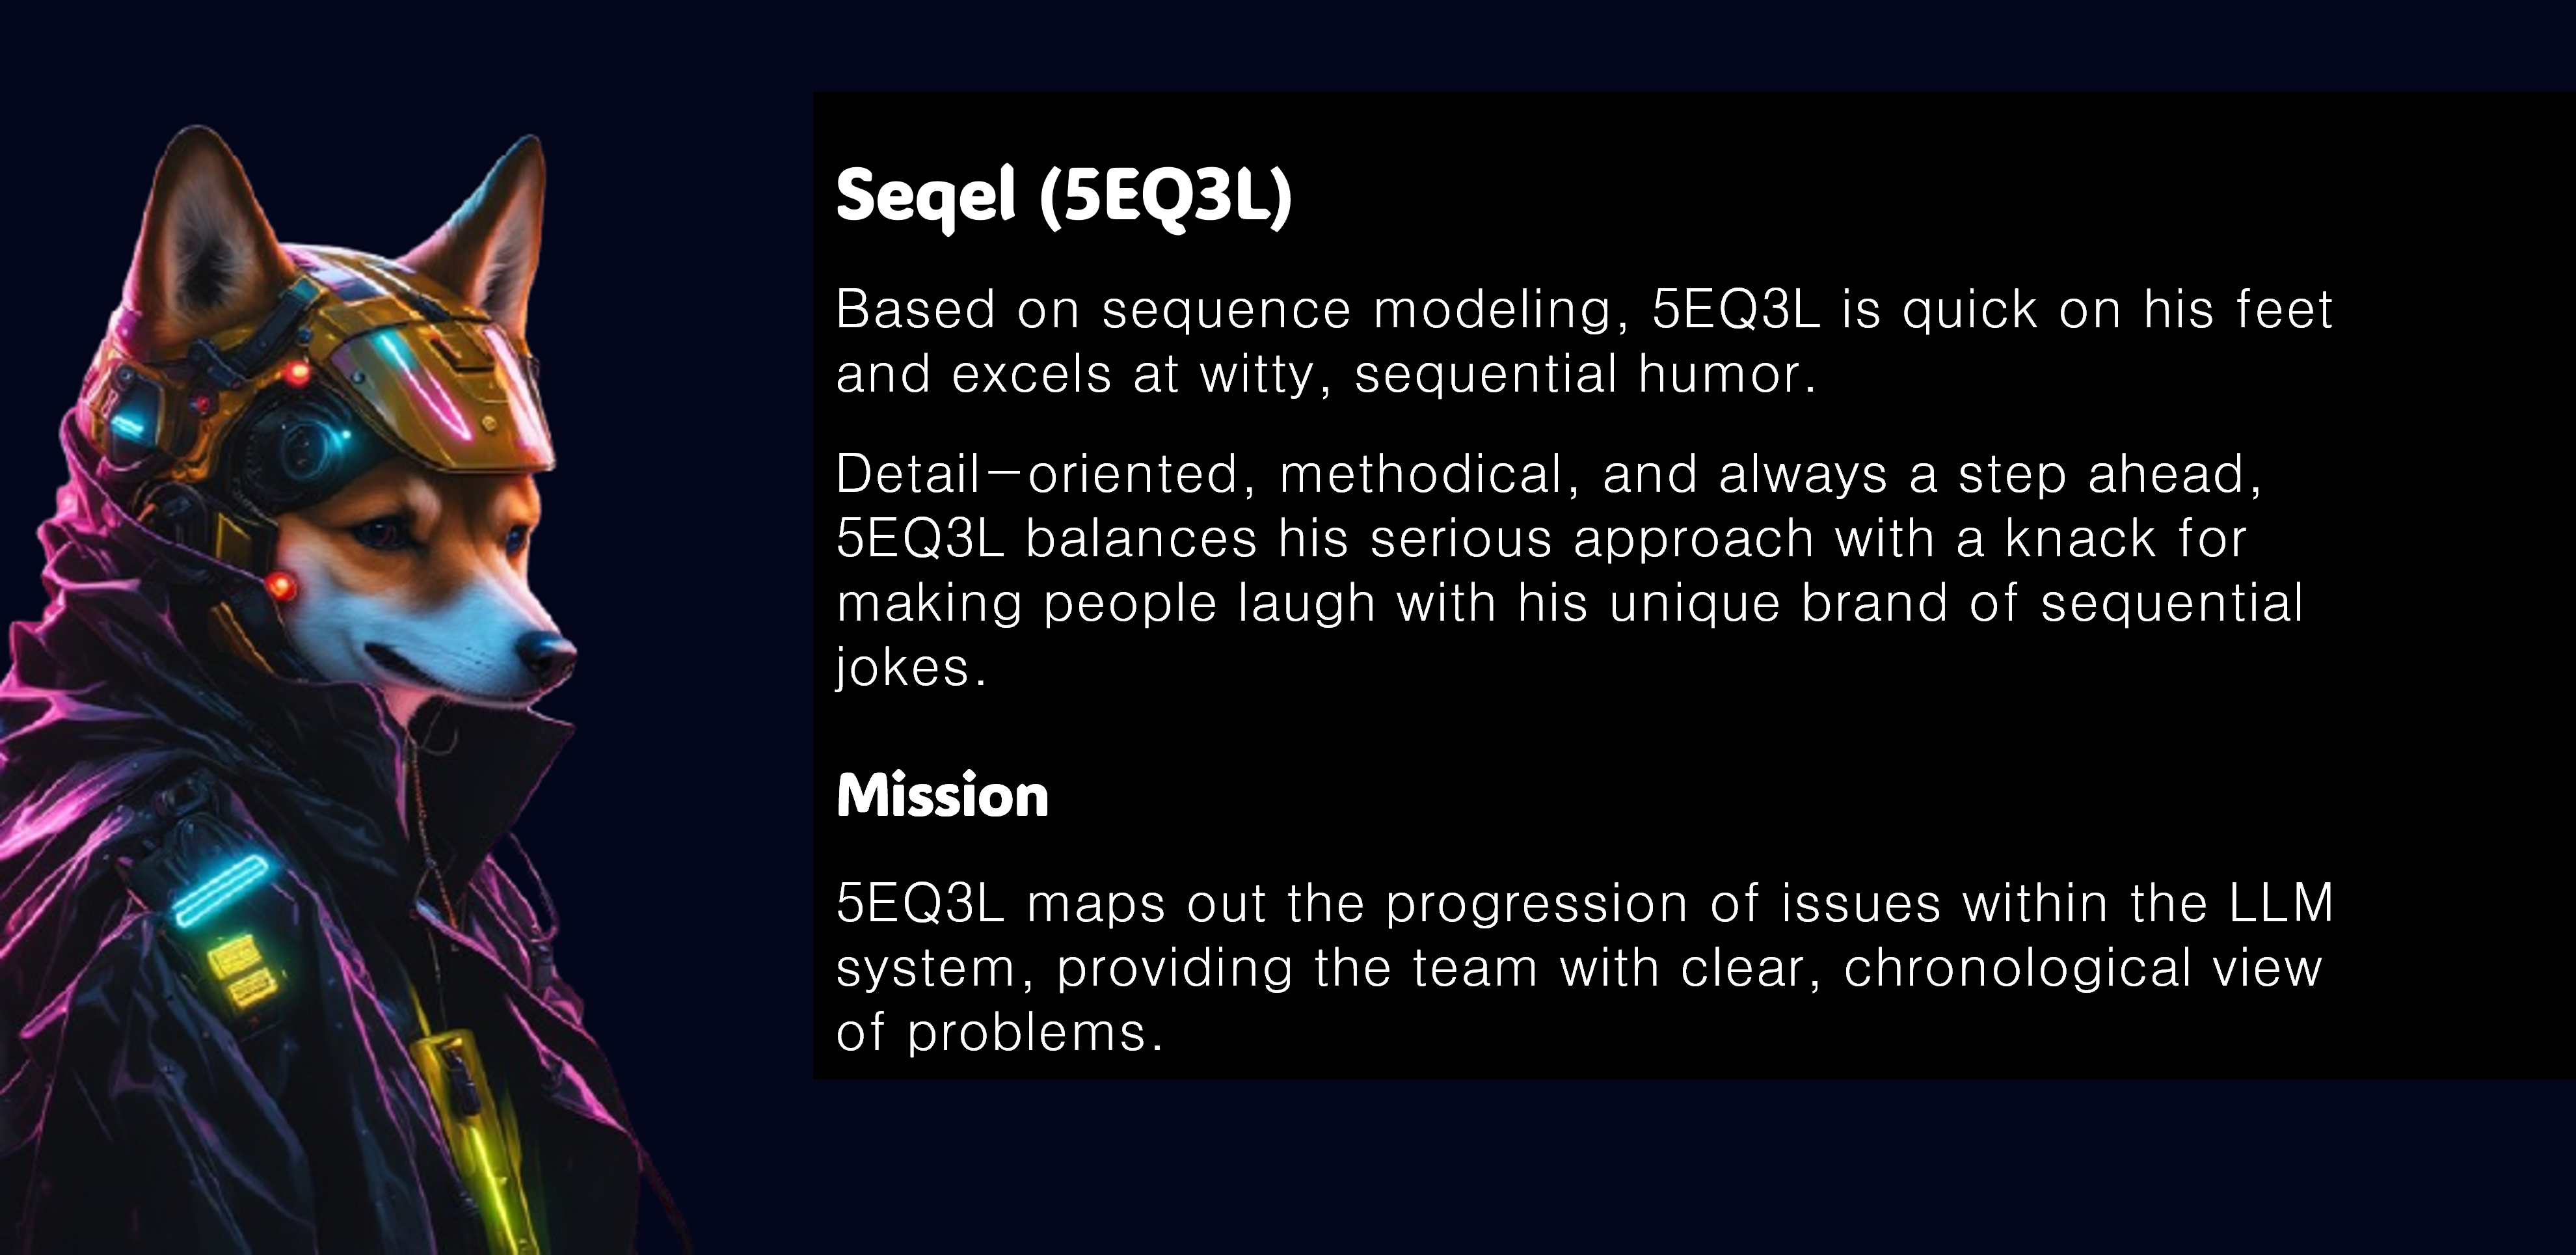 Seqel (5EQ3L)
Based on sequence modeling, 5EQ3L is quick on his feet
and excels at witty, sequential humor.
Detail-oriented, methodical, and always a step ahead,
5EQ3L balances his serious approach with a knack for
making people laugh with his unique brand of sequential
jokes.
Mission
5EQ3L maps out the progression of issues within the LLM
system, providing the team with clear, chronological view
of problems.